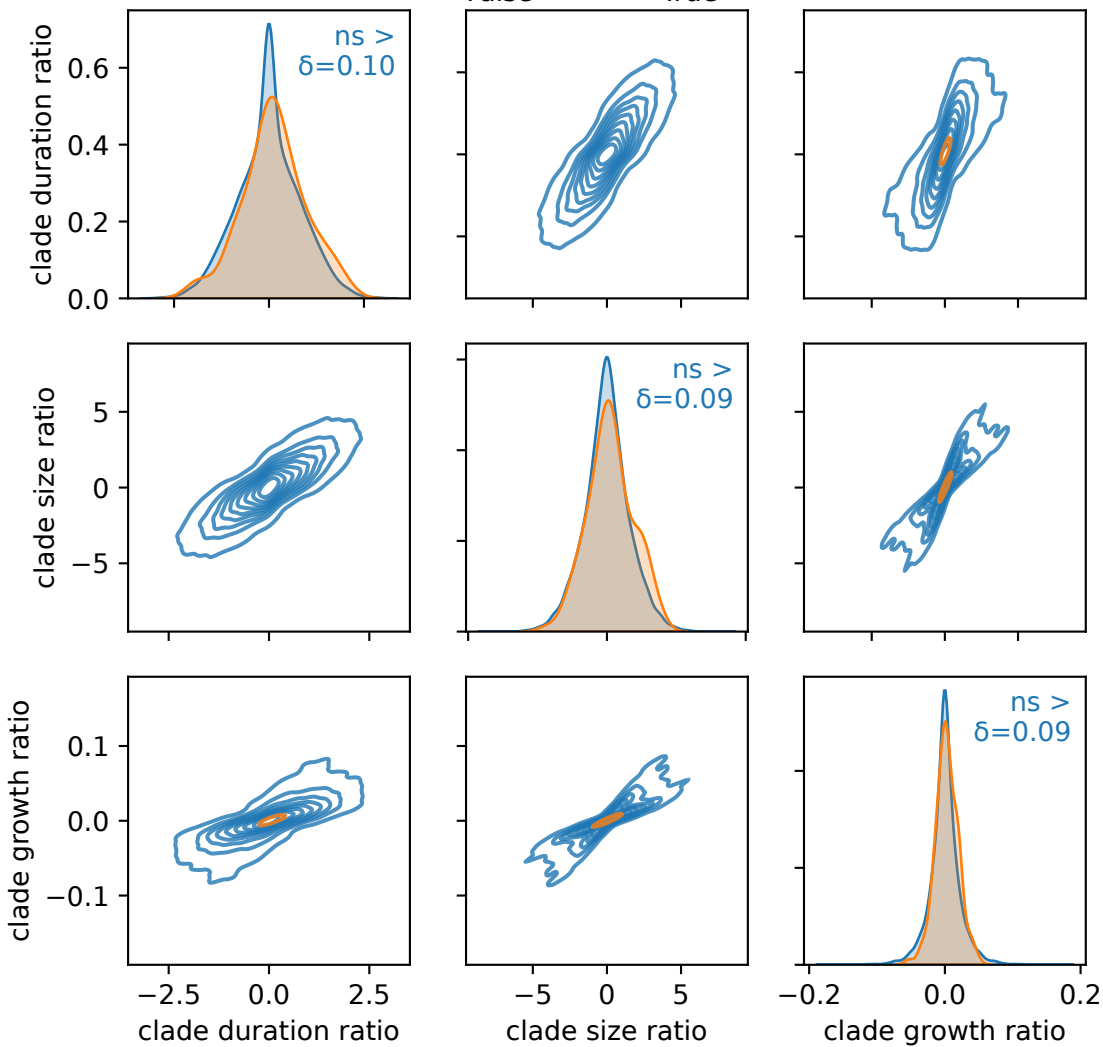 ns >
δ=0.10
clade duration ratio
0.6
0.4
0.2
0.0
ns >
δ=0.09
clade size ratio
5
0
−5
ns >
δ=0.09
clade growth ratio
0.1
0.0
−0.1
−2.5 0.0 2.5
−5 0 5
−0.2 0.0 0.2
clade duration ratio
clade size ratio
clade growth ratio